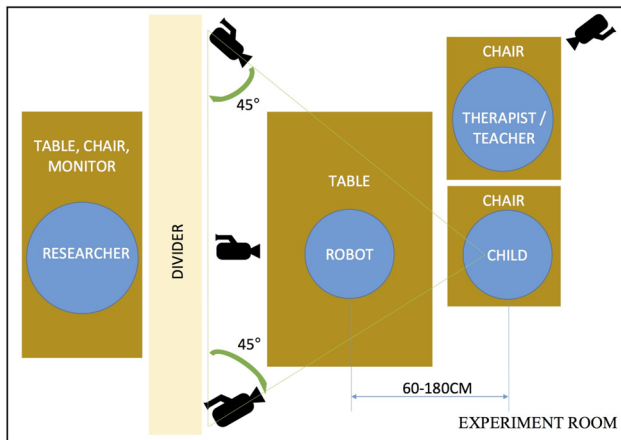 45°
CHAIR
THERAPIST /
TEACHER
TABLE, CHAIR,
MONITOR
RESEARCHER
DIVIDER
TABLE
ROBOT
CHAIR
CHILD
45°
60-180CM
EXPERIMENT ROOM